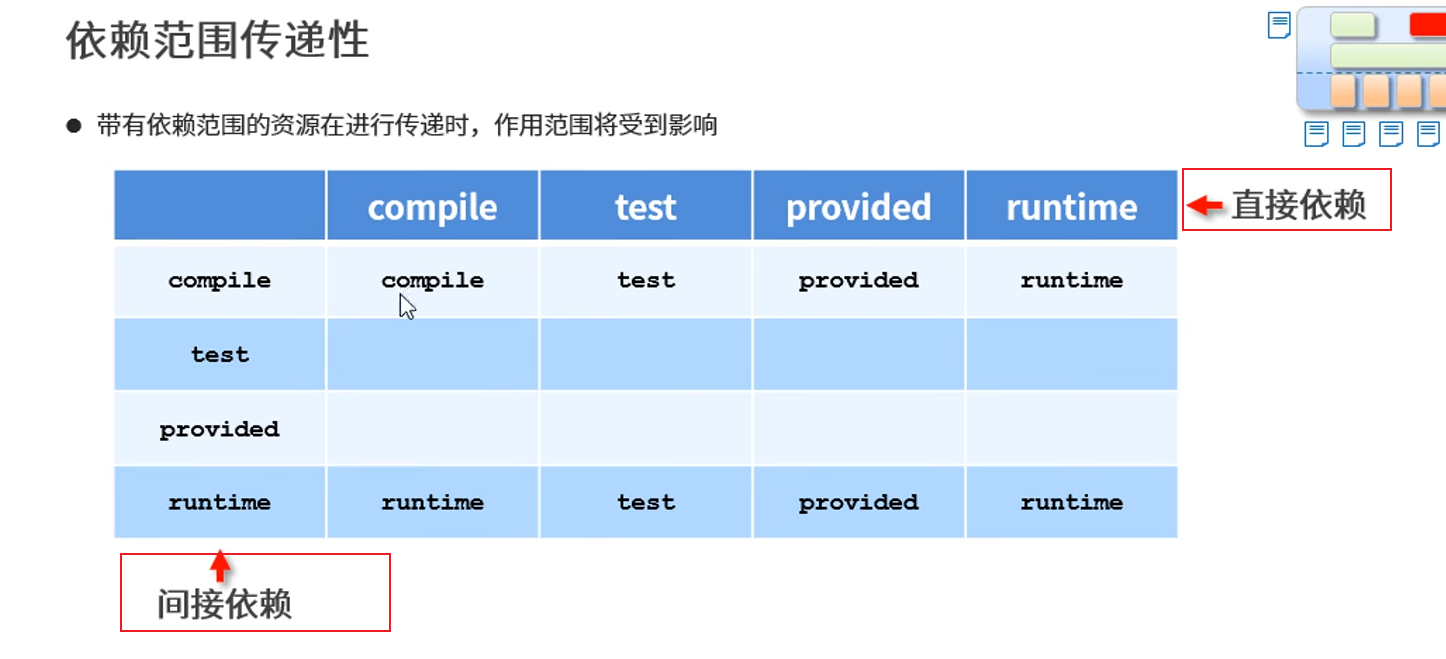 依赖范围传递性
● 带有依赖范围的资源在进行传递时，作用范围将受到影响
compile test provided runtime
直接依赖
compile compile test provided runtime
test
provided
runtime runtime test provided runtime
间接依赖